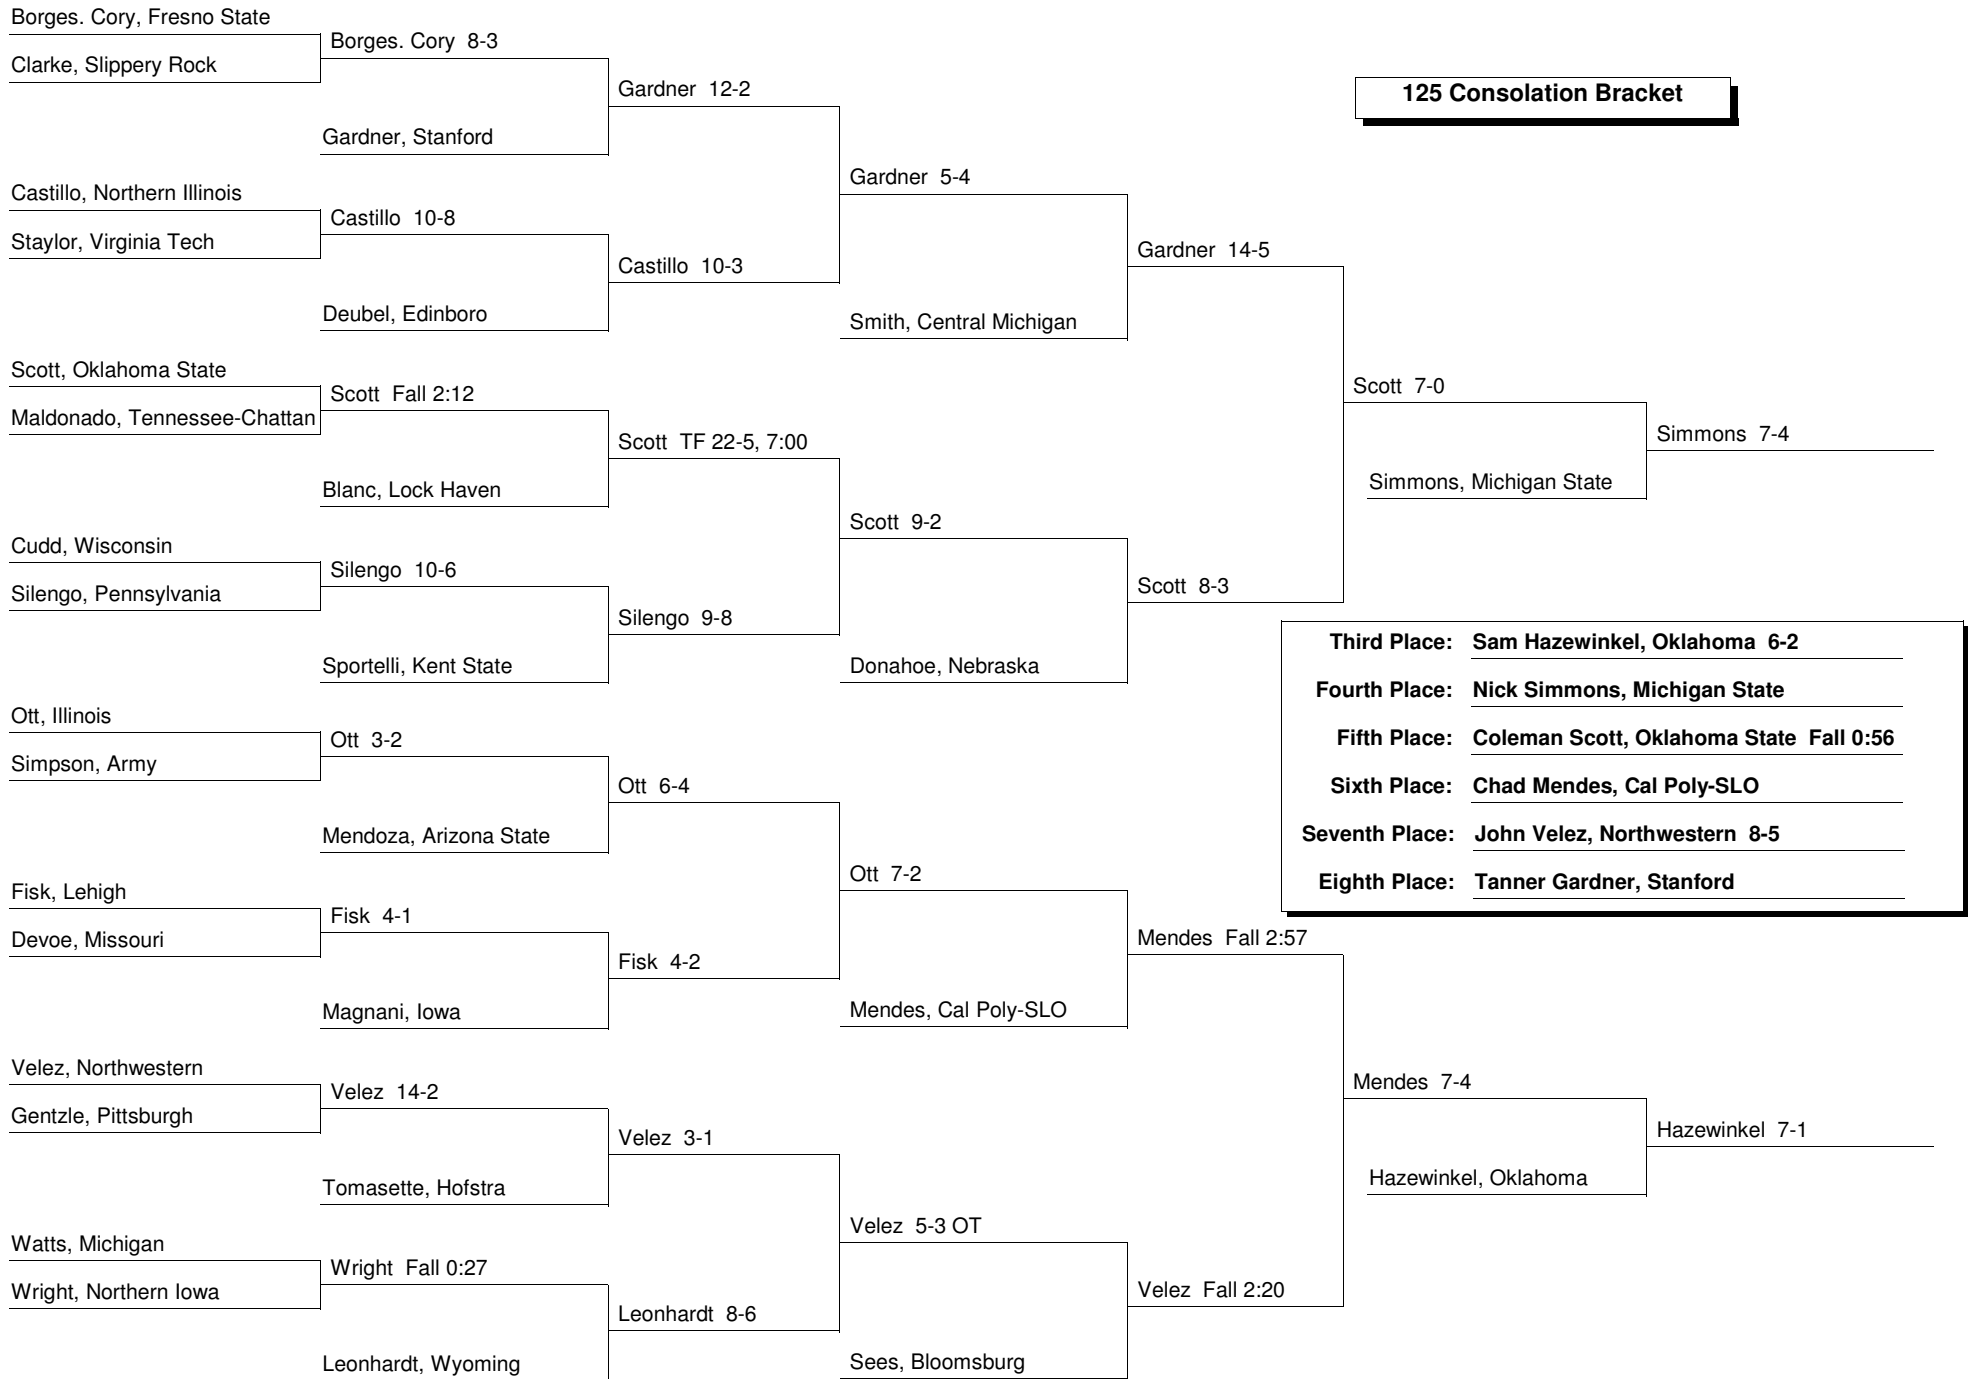 Borges. Cory, Fresno State
Borges. Cory  8-3
Clarke, Slippery Rock
Gardner  12-2
125 Consolation Bracket
Gardner, Stanford
Gardner  5-4
Castillo, Northern Illinois
Castillo  10-8
Staylor, Virginia Tech
Gardner  14-5
Castillo  10-3
Deubel, Edinboro
Smith, Central Michigan
Scott, Oklahoma State
Scott  7-0
Scott  Fall 2:12
Maldonado, Tennessee-Chattan
Simmons  7-4
Scott  TF 22-5, 7:00
Simmons, Michigan State
Blanc, Lock Haven
Scott  9-2
Cudd, Wisconsin
Silengo  10-6
Scott  8-3
Silengo, Pennsylvania
Silengo  9-8
Third Place: Sam Hazewinkel, Oklahoma  6-2
Sportelli, Kent State
Donahoe, Nebraska
Fourth Place: Nick Simmons, Michigan State
Ott, Illinois
Ott  3-2
Fifth Place: Coleman Scott, Oklahoma State  Fall 0:56
Simpson, Army
Ott  6-4
Sixth Place: Chad Mendes, Cal Poly-SLO
Mendoza, Arizona State
Seventh Place: John Velez, Northwestern  8-5
Ott  7-2
Eighth Place: Tanner Gardner, Stanford
Fisk, Lehigh
Fisk  4-1
Devoe, Missouri
Mendes  Fall 2:57
Fisk  4-2
Magnani, Iowa
Mendes, Cal Poly-SLO
Velez, Northwestern
Mendes  7-4
Velez  14-2
Gentzle, Pittsburgh
Hazewinkel  7-1
Velez  3-1
Hazewinkel, Oklahoma
Tomasette, Hofstra
Velez  5-3 OT
Watts, Michigan
Wright  Fall 0:27
Wright, Northern Iowa
Velez  Fall 2:20
Leonhardt  8-6
Leonhardt, Wyoming
Sees, Bloomsburg